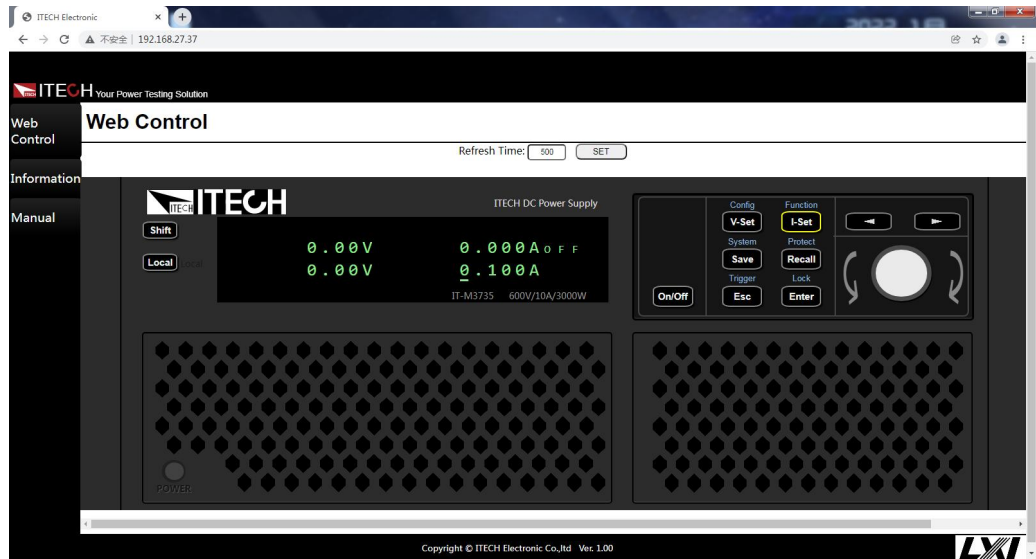 ITECH Electronic
不安全 | 192.168.27.37
ITECH Your Power Testing Solution
Web Control
Web Control
Refresh Time: 500 SET
Information
Manual
ITECH ITECH
ITECH DC Power Supply
Shift
Local
0.00V 0.000A OFF
0.00V 0.100A
IT-M3735 600V/10A/3000W
Config Function
V-Set I-Set
System Protect
Save Recall
Trigger Lock
On/Off Esc Enter
POWER
Copyright © ITECH Electronic Co.,ltd Ver. 1.00
LXI